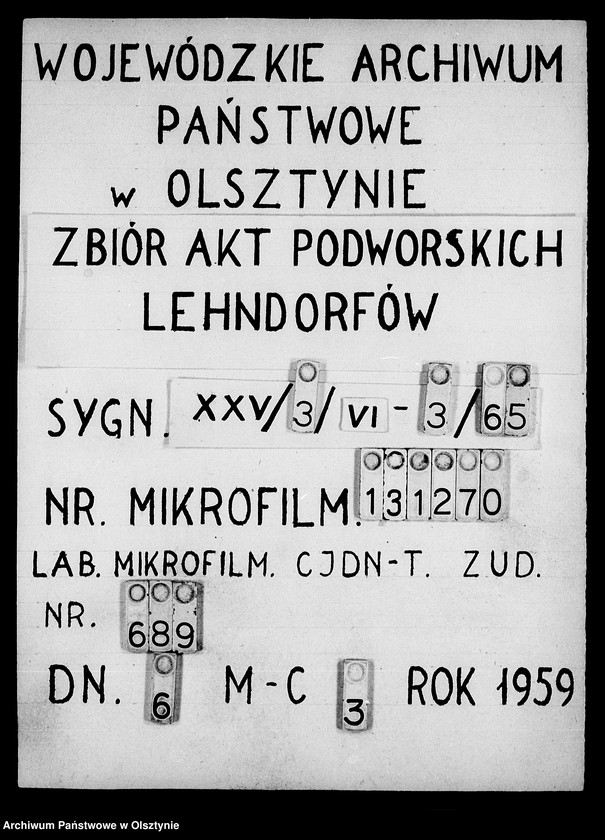 WOJEWÓDZKIE ARCHIWUM
PAŃSTWOWE
w OLSZTYNIE
ZBIÓR AKT PODWORSKICH
LEHNDORFÓW
SYGN. XXV/3/VI-3/65
NR. MIKROFILM. 131270
LAB. MIKROFILM. CJDN-T. ZUD.
NR. 689
DN. 6 M-C 3 ROK 1959
Archiwum Państwowe w Olsztynie